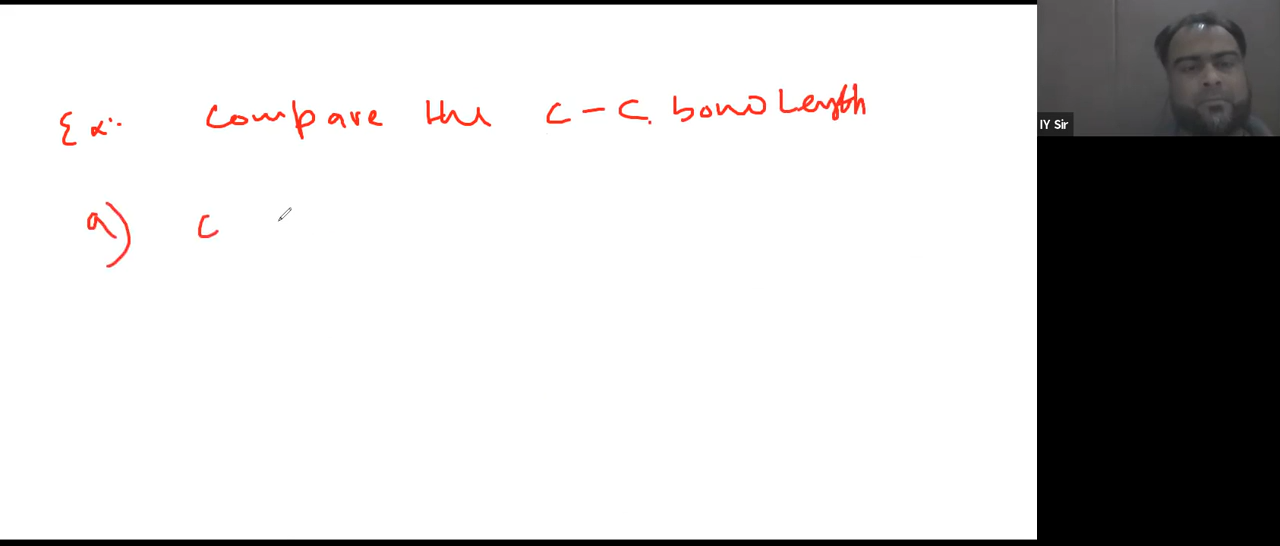 Ex:- Compare the C-C. bond Length
IY Sir
a) C